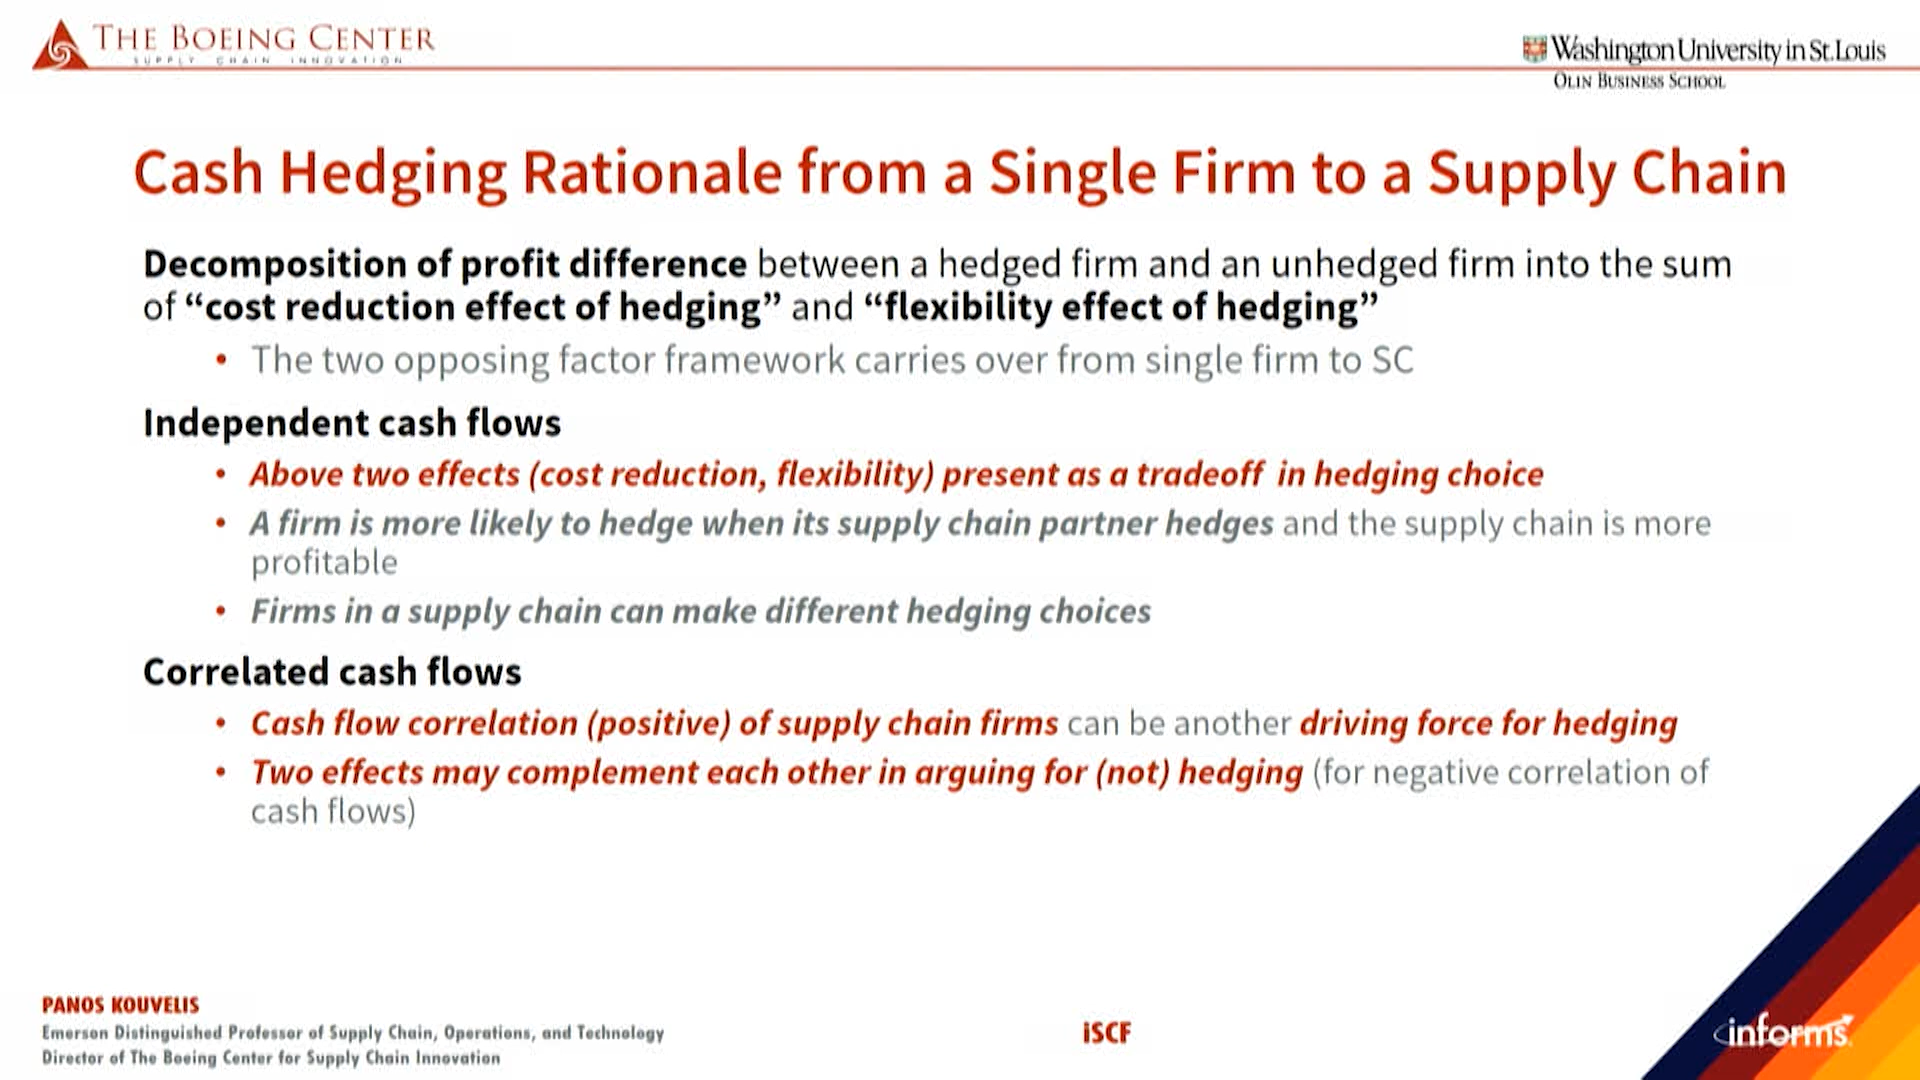 THE BOEING CENTER
SUPPLY CHAIN INNOVATION
Washington University in St. Louis
OLIN BUSINESS SCHOOL
Cash Hedging Rationale from a Single Firm to a Supply Chain
Decomposition of profit difference between a hedged firm and an unhedged firm into the sum
of “cost reduction effect of hedging” and “flexibility effect of hedging”
• The two opposing factor framework carries over from single firm to SC
Independent cash flows
• Above two effects (cost reduction, flexibility) present as a tradeoff in hedging choice
• A firm is more likely to hedge when its supply chain partner hedges and the supply chain is more
profitable
• Firms in a supply chain can make different hedging choices
Correlated cash flows
• Cash flow correlation (positive) of supply chain firms can be another driving force for hedging
• Two effects may complement each other in arguing for (not) hedging (for negative correlation of
cash flows)
PANOS KOUVELIS
Emerson Distinguished Professor of Supply Chain, Operations, and Technology
Director of The Boeing Center for Supply Chain Innovation
iSCF
informs